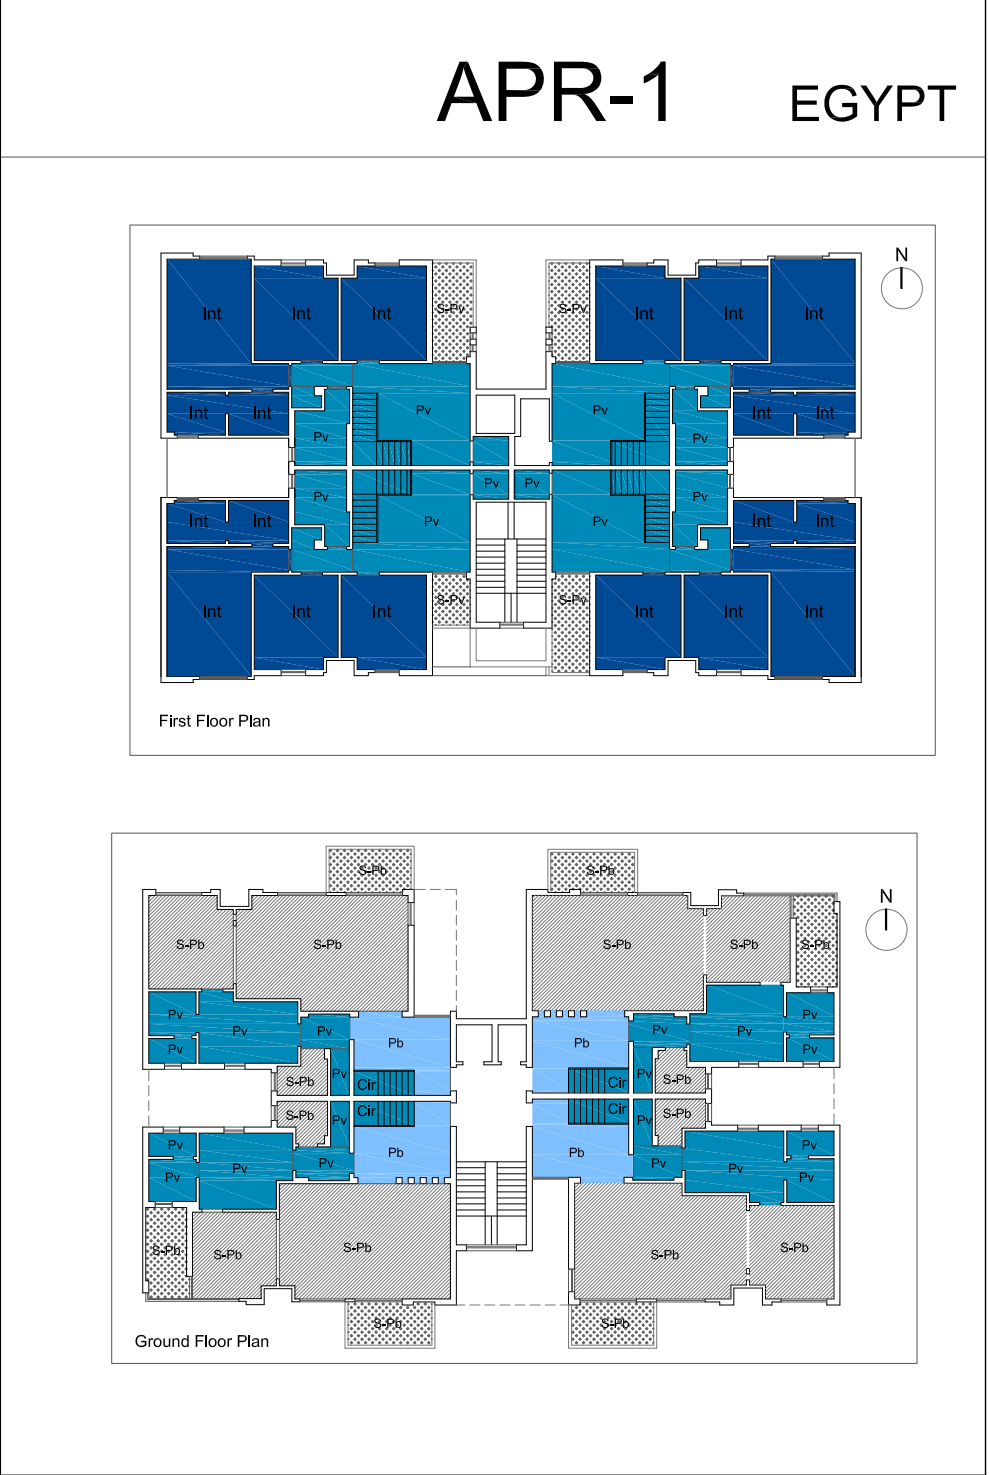 APR-1 EGYPT
N
Int Int Int S-Pv S-Pv Int Int Int
Int Int Pv Pv Int Int
Pv Pv
Pv Pv Pv Pv
Int Int Pv Pv Int Int
Int Int Int S-Pv S-Pv Int Int Int
First Floor Plan
S-Pb S-Pb
N
S-Pb S-Pb S-Pb S-Pb S-Pb
Pv Pv Pv Pv Pv Pv
Pv Pb Pb Pv
S-Pb Pv Cir Cir S-Pb
S-Pb Pv Cir Cir Pv S-Pb
Pv Pb Pb Pv
Pv Pv Pv Pv Pv Pv
S-Pb S-Pb S-Pb S-Pb S-Pb
S-Pb S-Pb
Ground Floor Plan